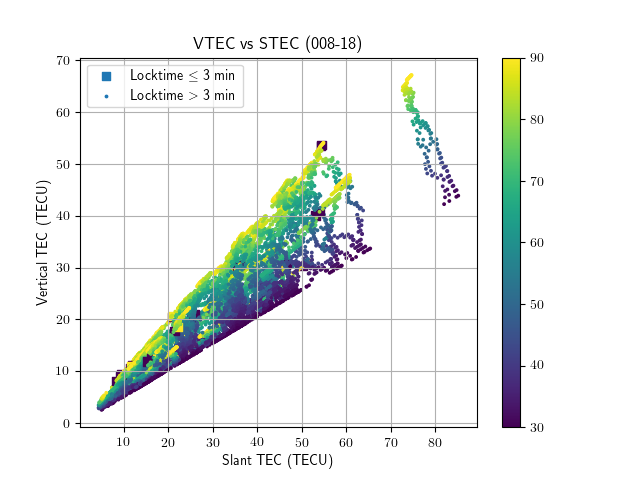 VTEC vs STEC (008-18)
Locktime ≤ 3 min
Locktime > 3 min
Vertical TEC (TECU)
70
60
50
40
30
20
10
0
10 20 30 40 50 60 70 80
Slant TEC (TECU)
90
80
70
60
50
40
30